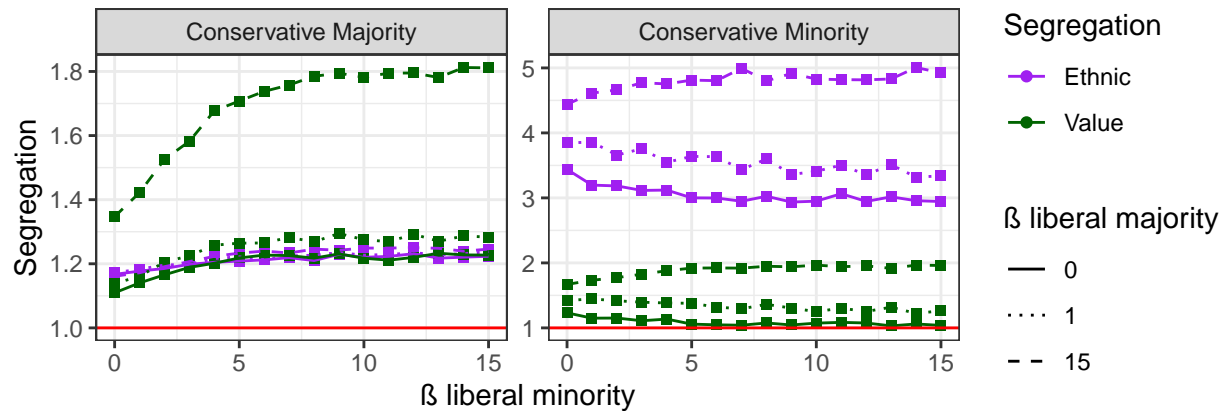 Conservative Majority
Conservative Minority
Segregation
1.8
1.6
1.4
1.2
1.0
5
4
3
2
1
0
5
10
15
0
5
10
15
ß liberal minority
Segregation
Ethnic
Value
ß liberal majority
0
1
15